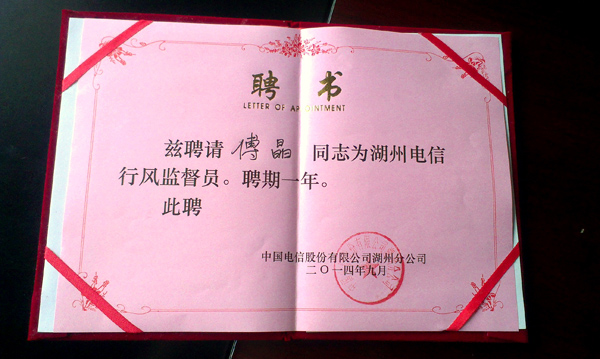 聘 书
LETTER OF APPOINTMENT
兹聘请 傅晶 同志为湖州电信
行风监督员。聘期一年。
此聘
中国电信股份有限公司湖州分公司
二〇一四年九月